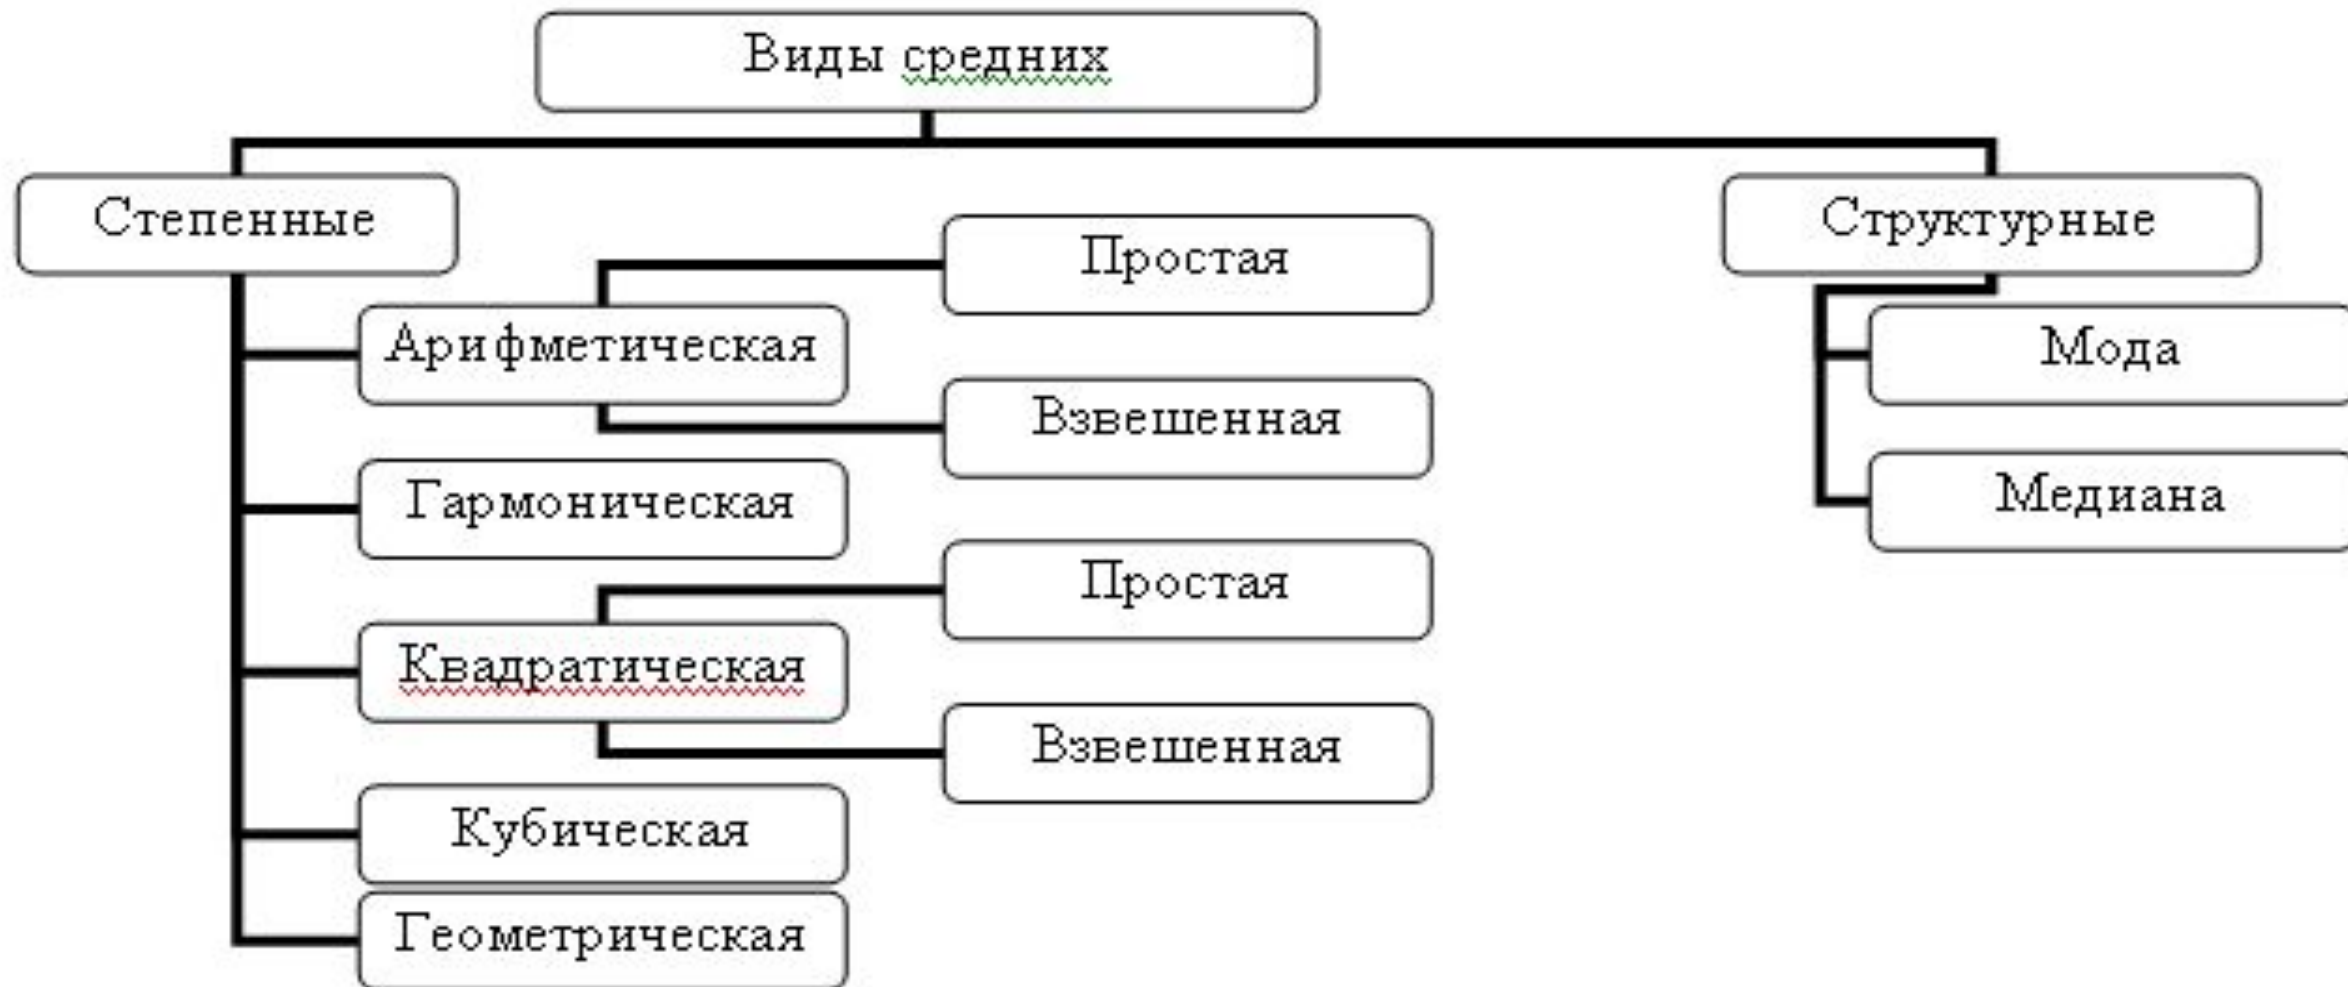 Виды средних
Степенные
Структурные
Простая
Арифметическая
Мода
Взвешенная
Гармоническая
Медиана
Простая
Квадратическая
Взвешенная
Кубическая
Геометрическая